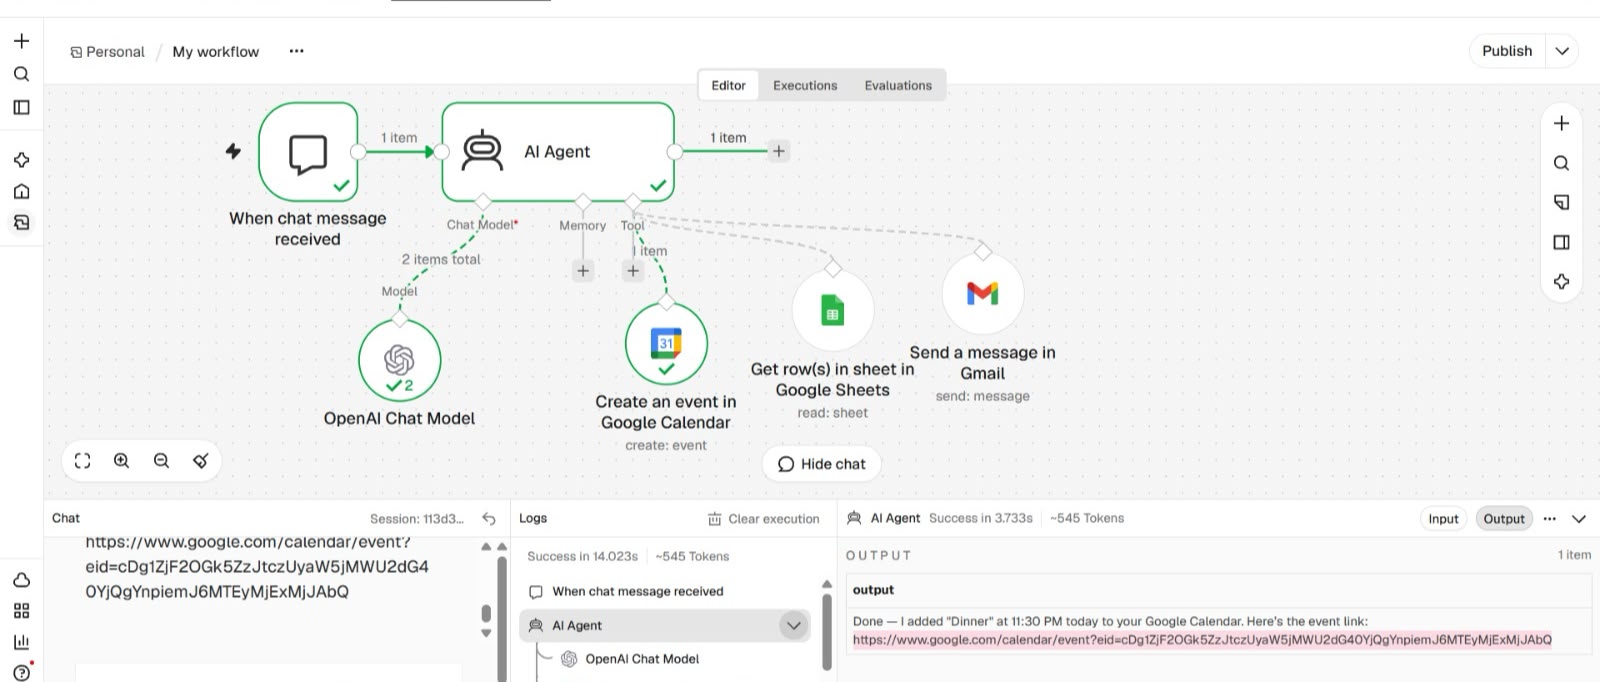 Personal / My workflow ...
Publish
Editor Executions Evaluations
1 item
AI Agent
1 item
When chat message
received
Chat Model*
Memory
Tool
2 items total
1 item
Model
31
2
OpenAI Chat Model
Create an event in
Google Calendar
create: event
Get row(s) in sheet in
Google Sheets
read: sheet
Send a message in
Gmail
send: message
Hide chat
Chat
Session: 113d3...
https://www.google.com/calendar/event?
eid=cDg1ZjF2OGk5ZzJtczUyaW5jMWU2dG4
0YjQgYnpiemJ6MTEyMjExMjJAbQ
Logs
Clear execution
Success in 14.023s ~545 Tokens
When chat message received
AI Agent
OpenAI Chat Model
AI Agent Success in 3.733s ~545 Tokens
Input Output ...
OUTPUT
1 item
output
Done — I added "Dinner" at 11:30 PM today to your Google Calendar. Here's the event link:
https://www.google.com/calendar/event?eid=cDg1ZjF2OGk5ZzJtczUyaW5jMWU2dG40YjQgYnpiemJ6MTEyMjExMjJAbQ